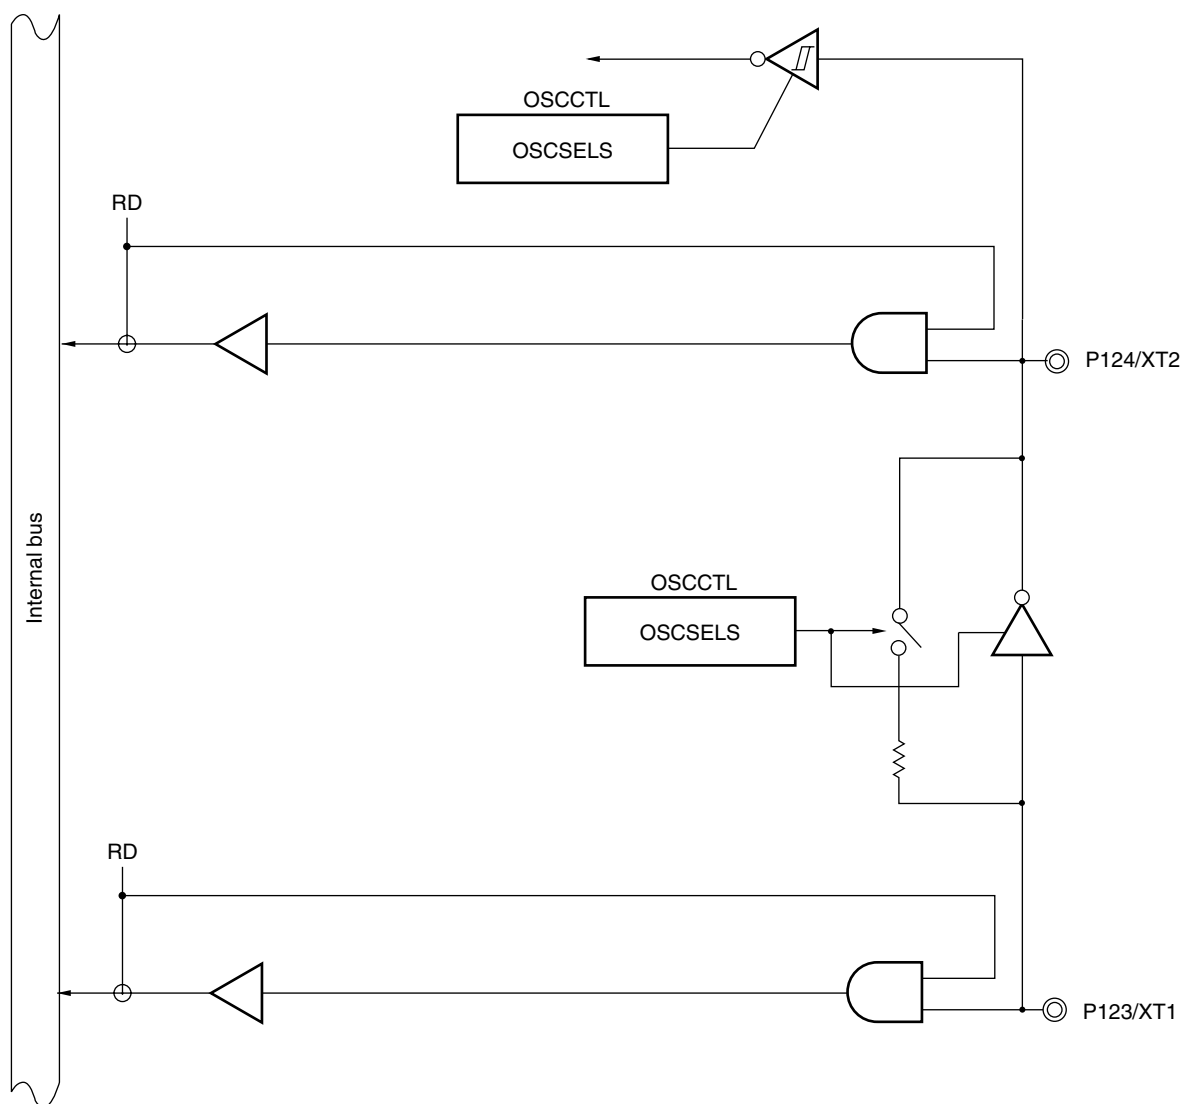 OSCCTL
OSCSELS
RD
P124/XT2
Internal bus
OSCCTL
OSCSELS
RD
P123/XT1